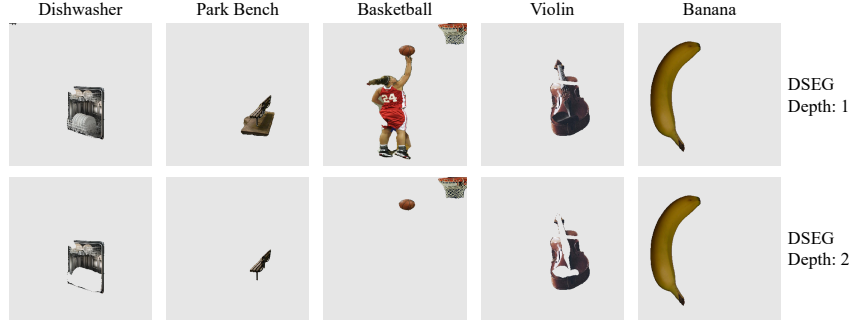 Dishwasher Park Bench Basketball Violin Banana
24
DSEG
Depth: 1
DSEG
Depth: 2